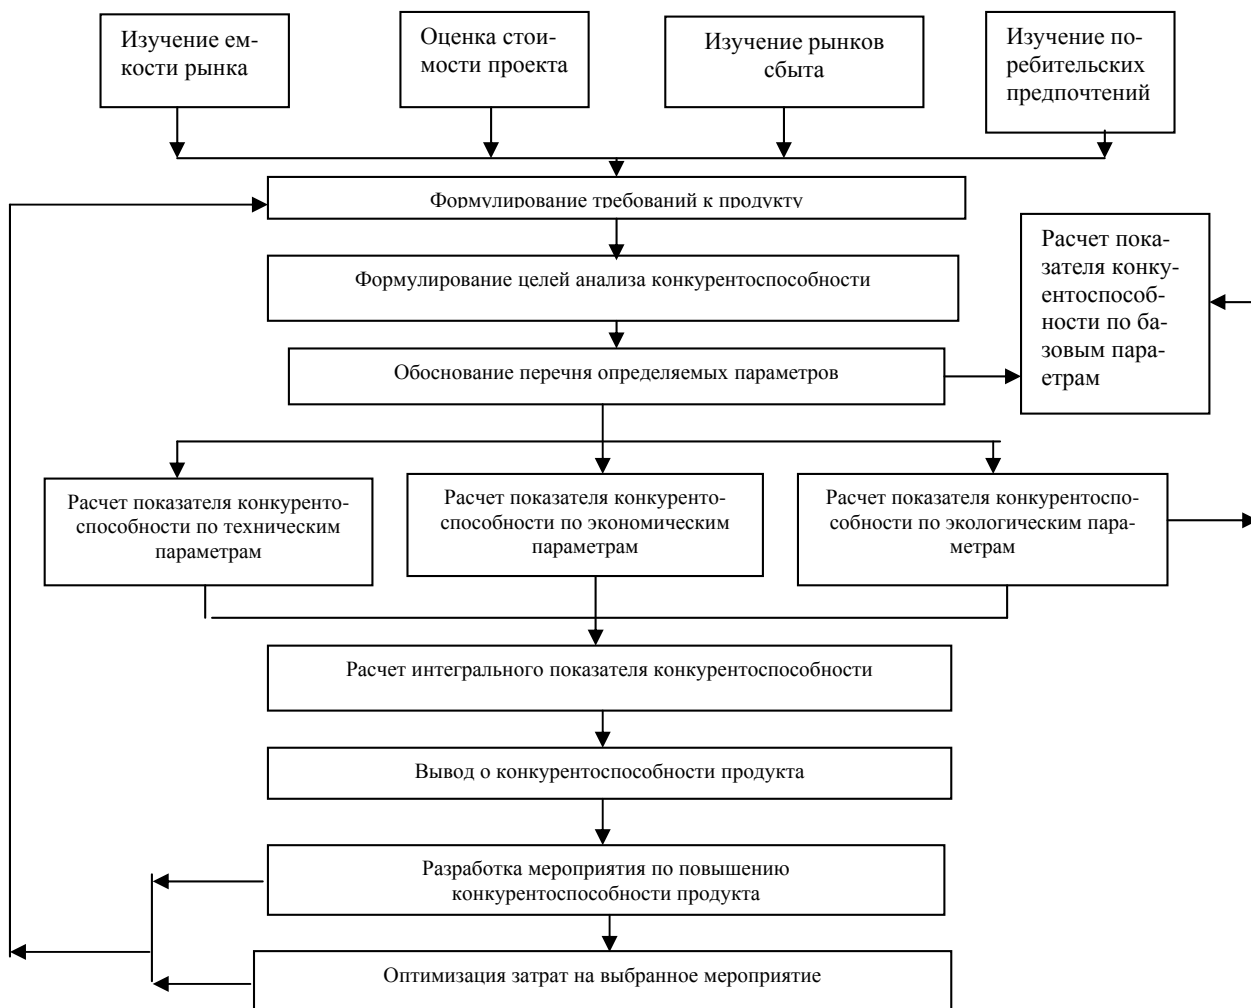 Изучение ем-
кости рынка
Оценка стои-
мости проекта
Изучение рынков
сбыта
Изучение по-
ребительских
предпочтений
Формулирование требований к продукту
Формулирование целей анализа конкурентоспособности
Расчет пока-
зателя конку-
ентоспособ-
ности по ба-
зовым пара-
етрам
Обоснование перечня определяемых параметров
Расчет показателя конкуренто-
способности по техническим
параметрам
Расчет показателя конкуренто-
способности по экономическим
параметрам
Расчет показателя конкурентоспо-
собности по экологическим пара-
метрам
Расчет интегрального показателя конкурентоспособности
Вывод о конкурентоспособности продукта
Разработка мероприятия по повышению
конкурентоспособности продукта
Оптимизация затрат на выбранное мероприятие